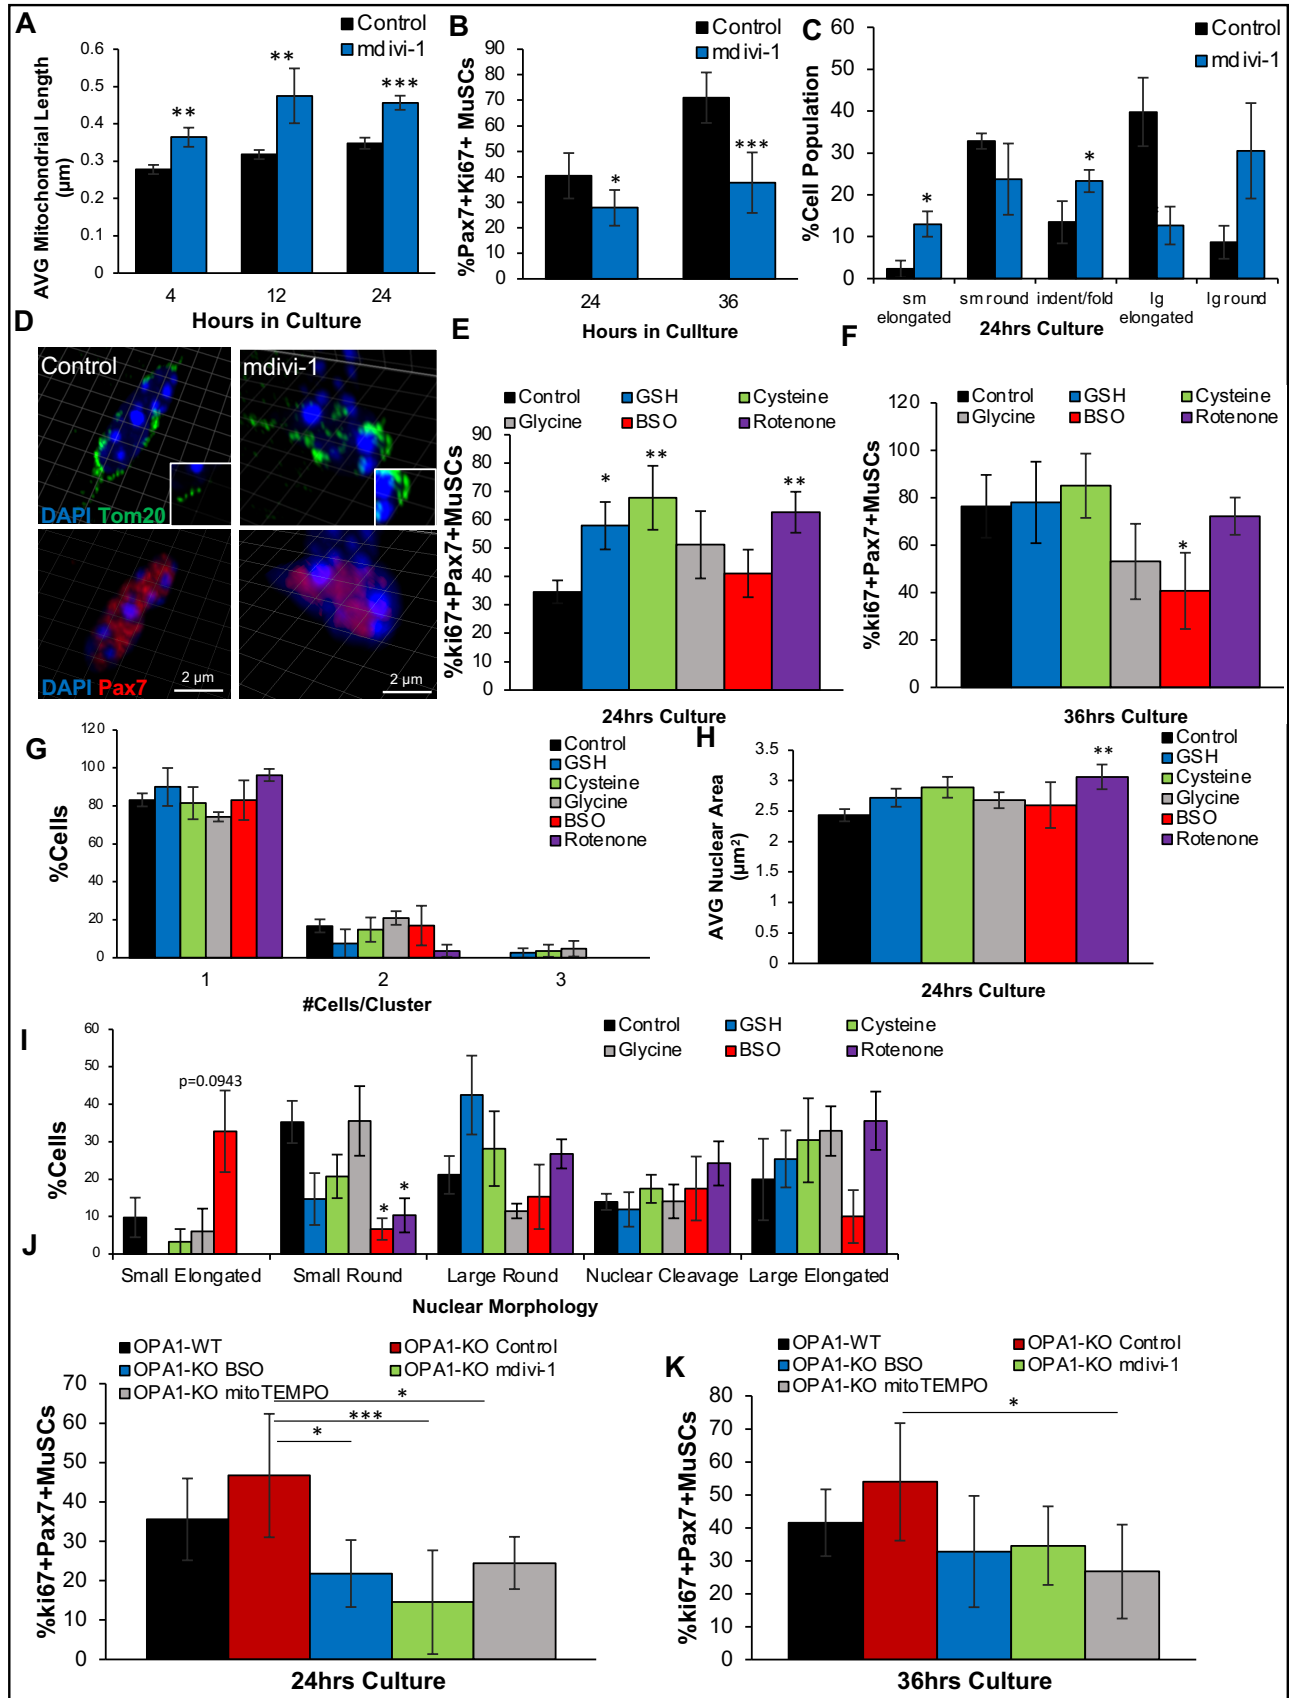 A
Control
mdivi-1
AVG Mitochondrial Length
(µm)
0.6
0.5
0.4
0.3
0.2
0.1
0
** ** ***
4 12 24
Hours in Culture
B
Control
mdivi-1
%Pax7+Ki67+ MuSCs
90
80
70
60
50
40
30
20
10
0
* ***
24 36
Hours in Cullture
C
Control
mdivi-1
%Cell Population
60
50
40
30
20
10
0
* *
sm elongated sm round indent/fold lg elongated lg round
24hrs Culture
D
Control mdivi-1
DAPI Tom20
DAPI Pax7 2 µm 2 µm
E
Control GSH Cysteine
Glycine BSO Rotenone
%ki67+Pax7+MuSCs
90
80
70
60
50
40
30
20
10
0
* ** **
24hrs Culture
F
Control GSH Cysteine
Glycine BSO Rotenone
%ki67+Pax7+MuSCs
120
100
80
60
40
20
0
*
36hrs Culture
G
Control
GSH
Cysteine
Glycine
BSO
Rotenone
%Cells
120
100
80
60
40
20
0
1 2 3
#Cells/Cluster
H
Control
GSH
Cysteine
Glycine
BSO
Rotenone
AVG Nuclear Area
(µm²)
3.5
3
2.5
2
1.5
1
0.5
0
**
24hrs Culture
I
Control GSH Cysteine
Glycine BSO Rotenone
%Cells
60
50
40
30
20
10
0
p=0.0943
* *
Small Elongated Small Round Large Round Nuclear Cleavage Large Elongated
Nuclear Morphology
J
OPA1-WT OPA1-KO Control
OPA1-KO BSO OPA1-KO mdivi-1
OPA1-KO mitoTEMPO
%ki67+Pax7+MuSCs
70
60
50
40
30
20
10
0
*
***
*
24hrs Culture
K
OPA1-WT OPA1-KO Control
OPA1-KO BSO OPA1-KO mdivi-1
OPA1-KO mitoTEMPO
%ki67+Pax7+MuSCs
80
70
60
50
40
30
20
10
0
*
36hrs Culture